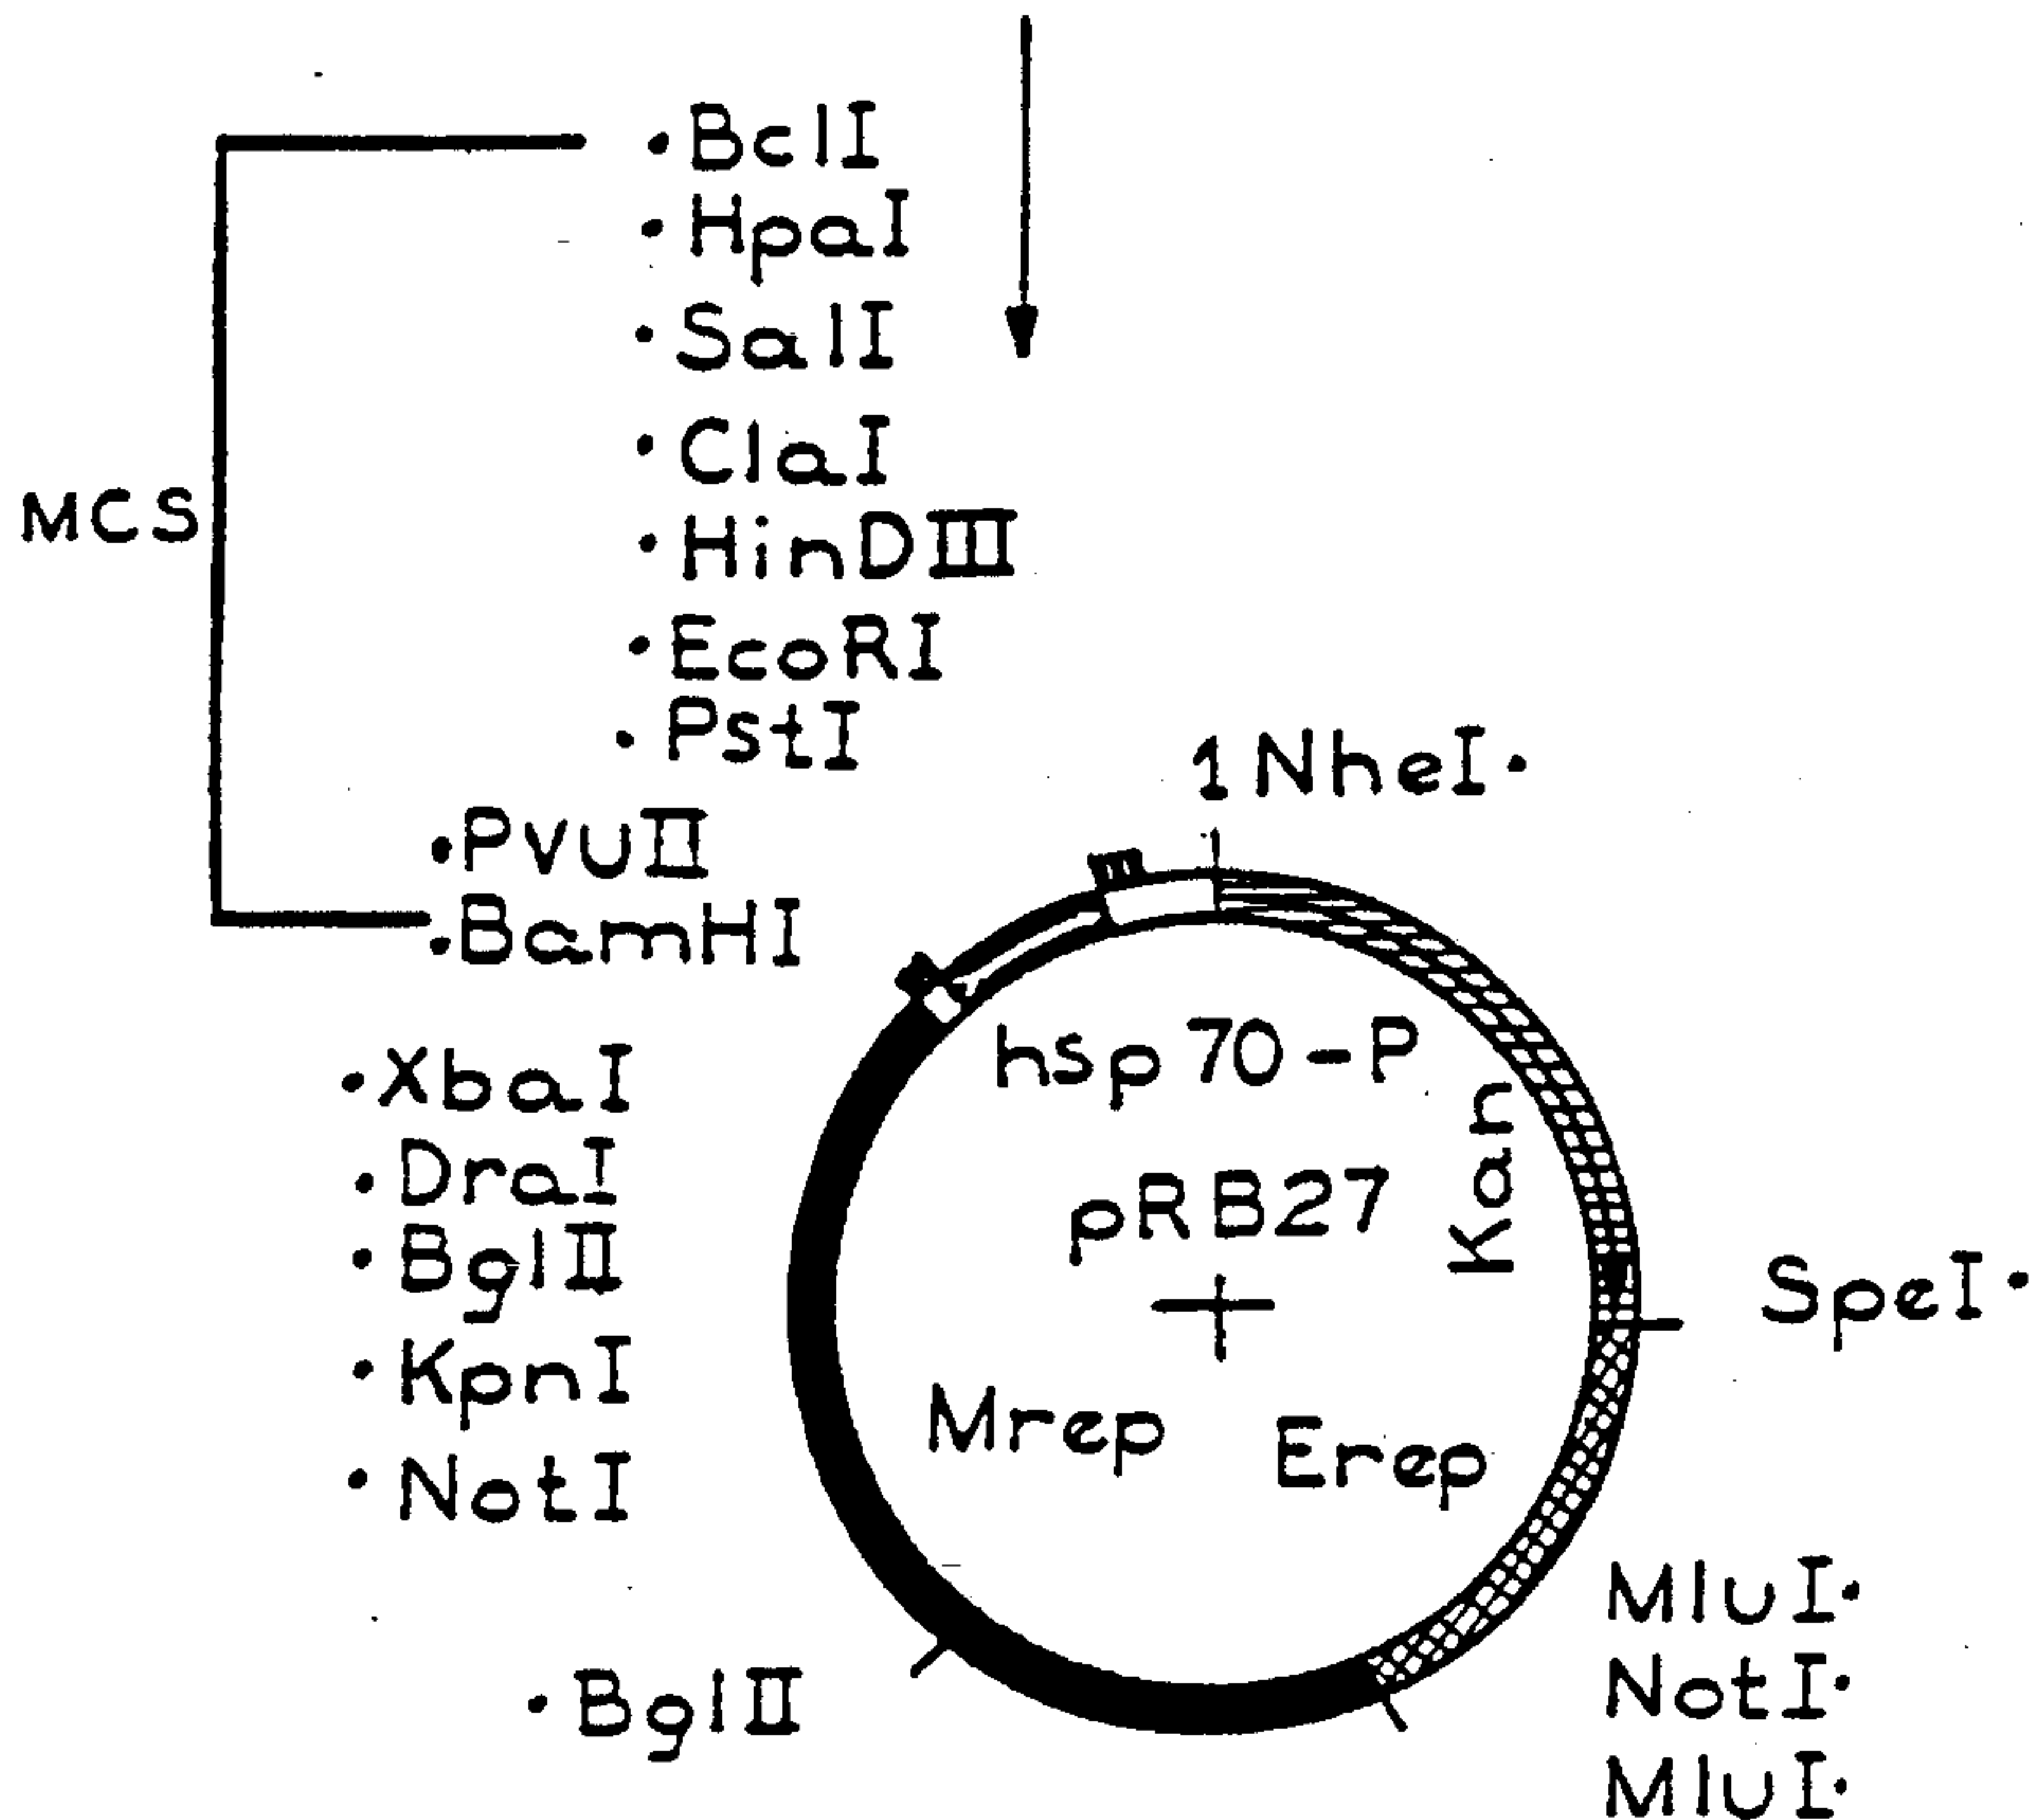 BclI
HpaI
SalI
ClaI
MCS
HinDIII
EcoRI
PstI
1 NheI
PvuII
BamHI
XbaI
hsp70-P
Kan
DraI
pRB27
BglII
SpeI
KpnI
Mrep
Erep
NotI
MluI
BglII
NotI
MluI